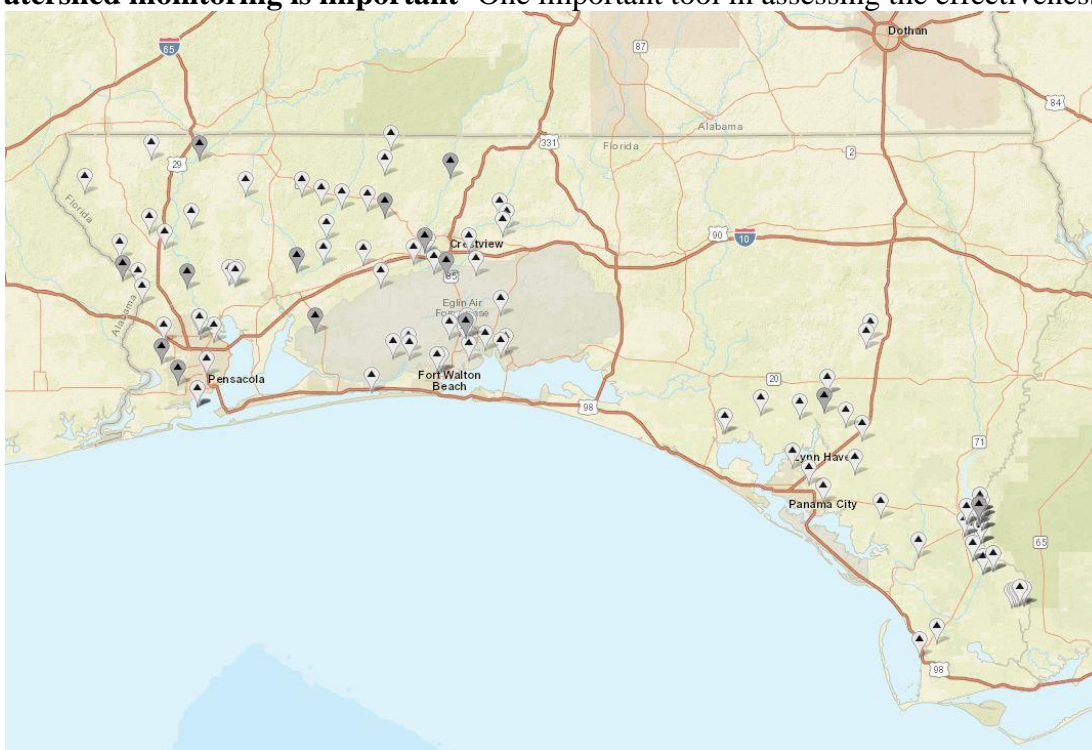 atershed monitoring is important One important tool in assessing the effectiveness
Dothan
65
87
84
Alabama
331
Florida
29
2
Florida
90
10
Crestview
85
Eglin Air
Force Base
Alabama
20
Pensacola
Fort Walton
Beach
98
71
Lynn Haven
Panama City
65
98